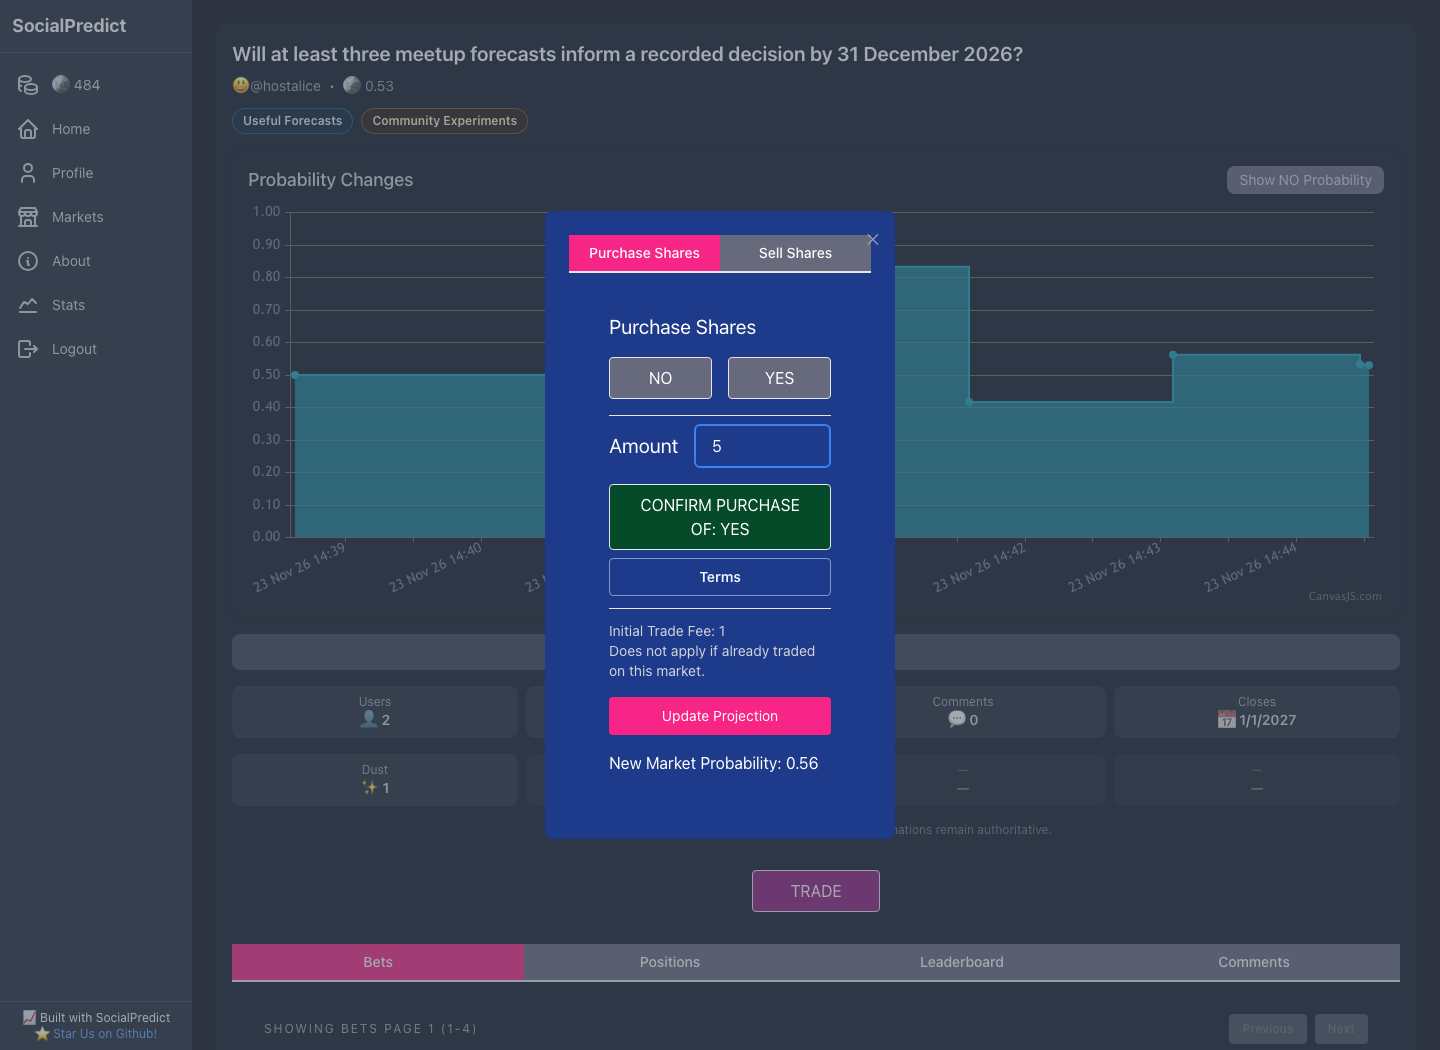 SocialPredict
484
Home
Profile
Markets
About
Stats
Logout
📈 Built with SocialPredict
⭐ Star Us on Github!
Will at least three meetup forecasts inform a recorded decision by 31 December 2026?
@hostalice • 0.53
Useful Forecasts
Community Experiments
Probability Changes
Show NO Probability
1.00
0.90
0.80
0.70
0.60
0.50
0.40
0.30
0.20
0.10
0.00
23 Nov 26 14:39
23 Nov 26 14:40
23 Nov 26 14:42
23 Nov 26 14:43
23 Nov 26 14:44
CanvasJS.com
Purchase Shares
Sell Shares
Purchase Shares
NO
YES
Amount
5
CONFIRM PURCHASE
OF: YES
Terms
Initial Trade Fee: 1
Does not apply if already traded
on this market.
Update Projection
New Market Probability: 0.56
Users
2
Comments
0
Closes
1/1/2027
Dust
1
—
—
—
—
remain authoritative.
TRADE
Bets
Positions
Leaderboard
Comments
SHOWING BETS PAGE 1 (1-4)
Previous
Next